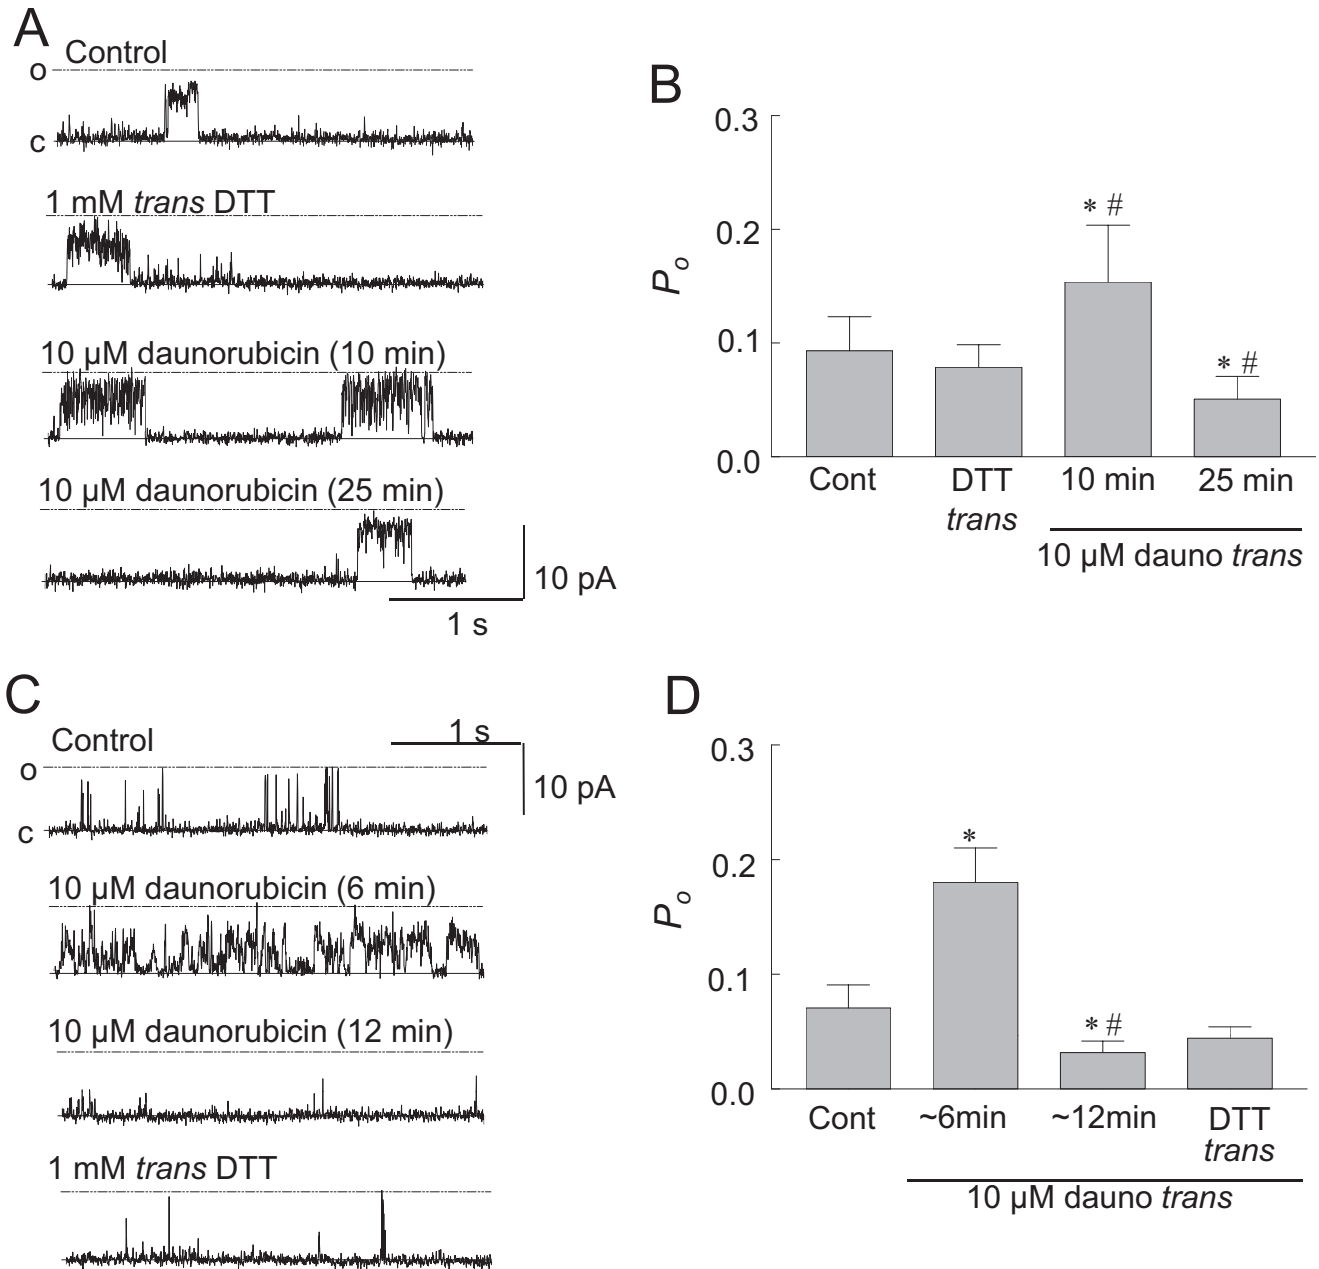 A
Control
o
c
1 mM trans DTT
10 µM daunorubicin (10 min)
10 µM daunorubicin (25 min)
10 pA
1 s
B
0.3
0.2
0.1
0.0
Po
* #
* #
Cont
DTT
trans
10 min
25 min
10 µM dauno trans
C
Control
1 s
10 pA
o
c
10 µM daunorubicin (6 min)
10 µM daunorubicin (12 min)
1 mM trans DTT
D
0.3
0.2
0.1
0.0
Po
*
* #
Cont
~6min
~12min
DTT
trans
10 µM dauno trans